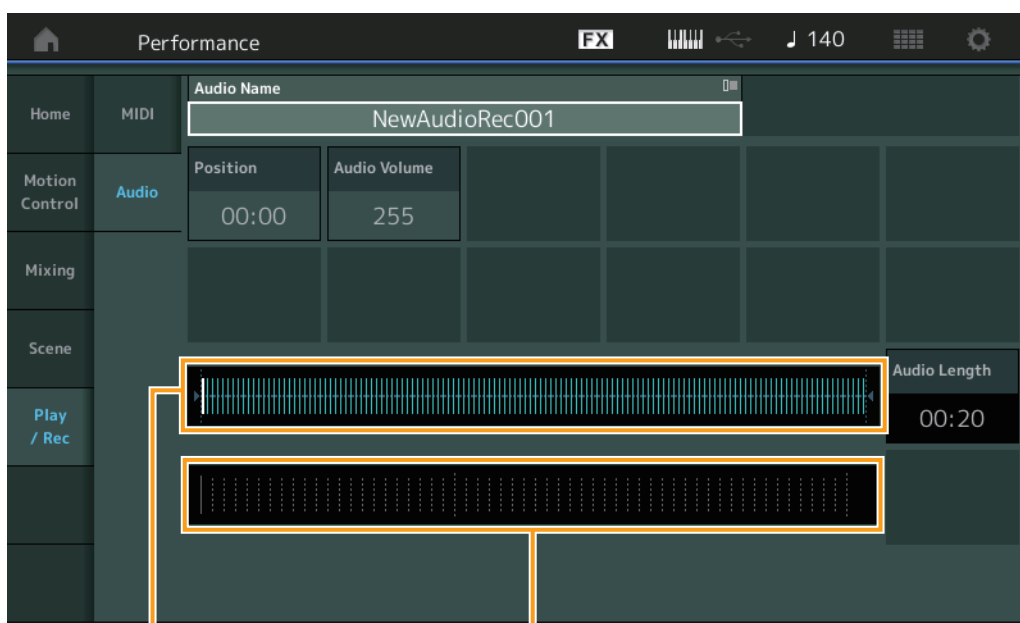 Performance
FX
♩ 140
Home
MIDI
Audio Name
NewAudioRec001
Motion
Control
Audio
Position
00:00
Audio Volume
255
Mixing
Scene
Play
/ Rec
Audio Length
00:20